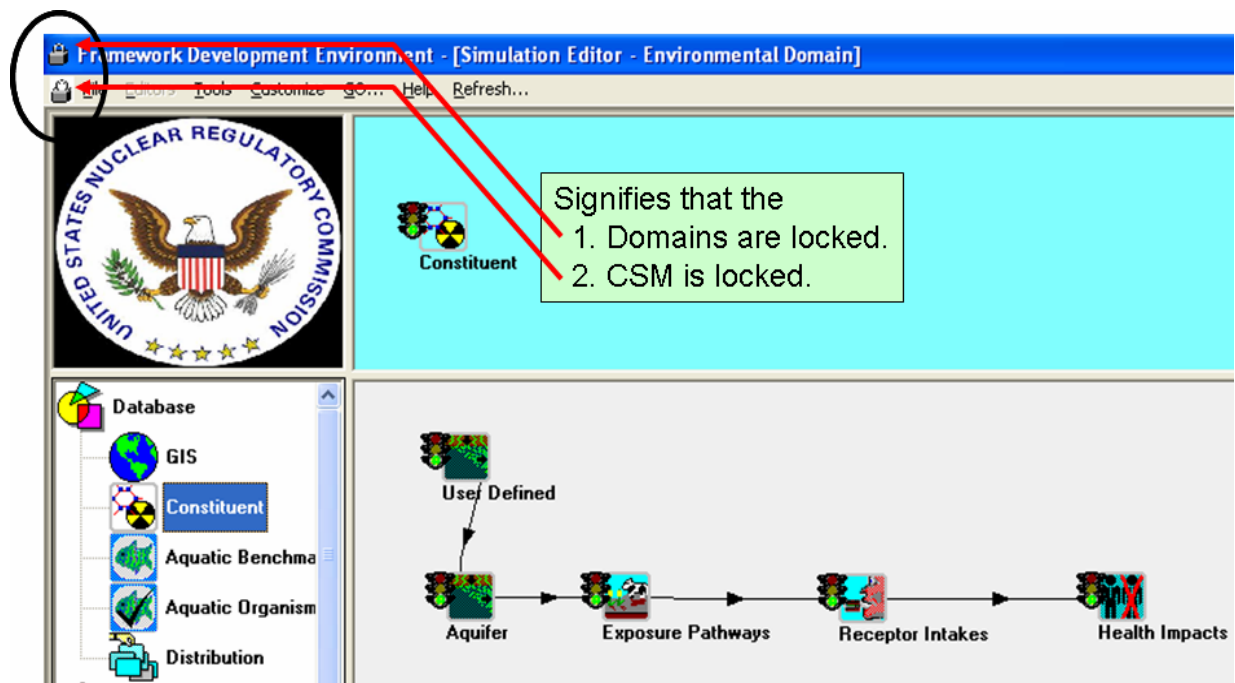 Framework Development Environment - [Simulation Editor - Environmental Domain]
File Editors Tools Customize GO... Help Refresh...
UNITED STATES NUCLEAR REGULATORY COMMISSION
Constituent
Signifies that the
1. Domains are locked.
2. CSM is locked.
Database
GIS
Constituent
Aquatic Benchma
Aquatic Organism
Distribution
User Defined
Aquifer
Exposure Pathways
Receptor Intakes
Health Impacts